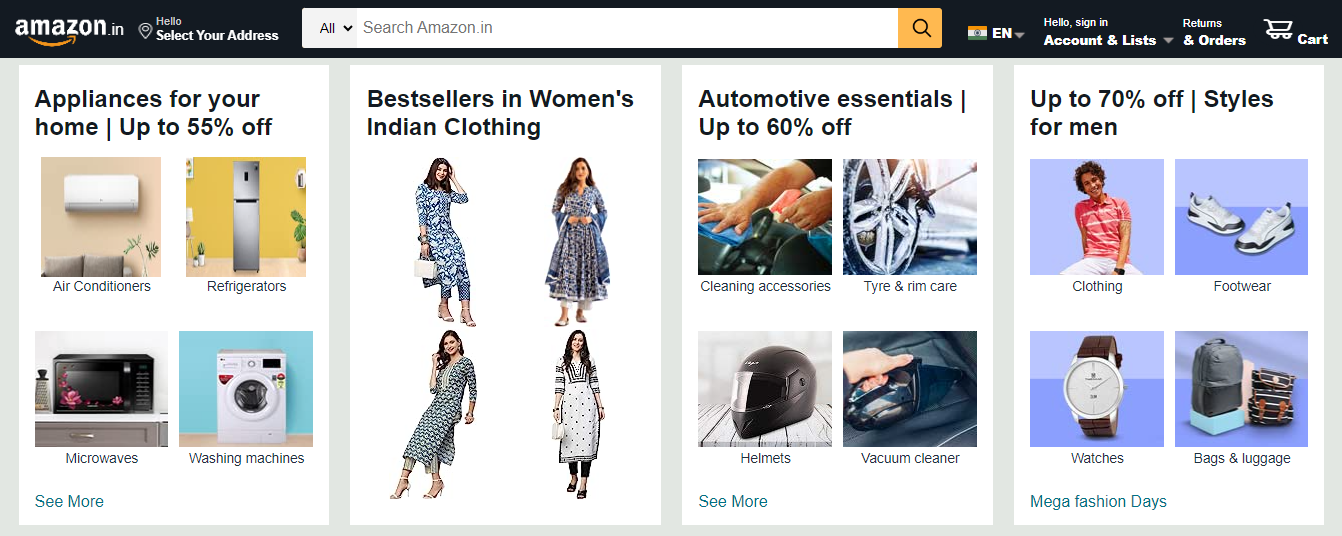 amazon.in
Hello
Select Your Address
All
Search Amazon.in
EN
Hello, sign in
Account & Lists
Returns
& Orders
Cart
Appliances for your
home | Up to 55% off
Air Conditioners
Refrigerators
Microwaves
Washing machines
See More
Bestsellers in Women's
Indian Clothing
Automotive essentials |
Up to 60% off
Cleaning accessories
Tyre & rim care
Helmets
Vacuum cleaner
See More
Up to 70% off | Styles
for men
Clothing
Footwear
Watches
Bags & luggage
Mega fashion Days